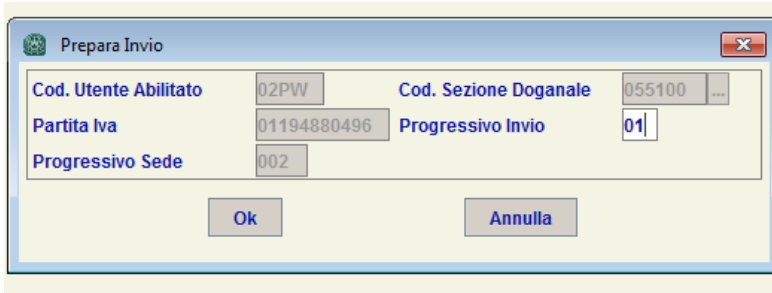 Prepara Invio
Cod. Utente Abilitato 02PW Cod. Sezione Doganale 055100 ...
Partita Iva 01194880496 Progressivo Invio 01
Progressivo Sede 002
Ok Annulla